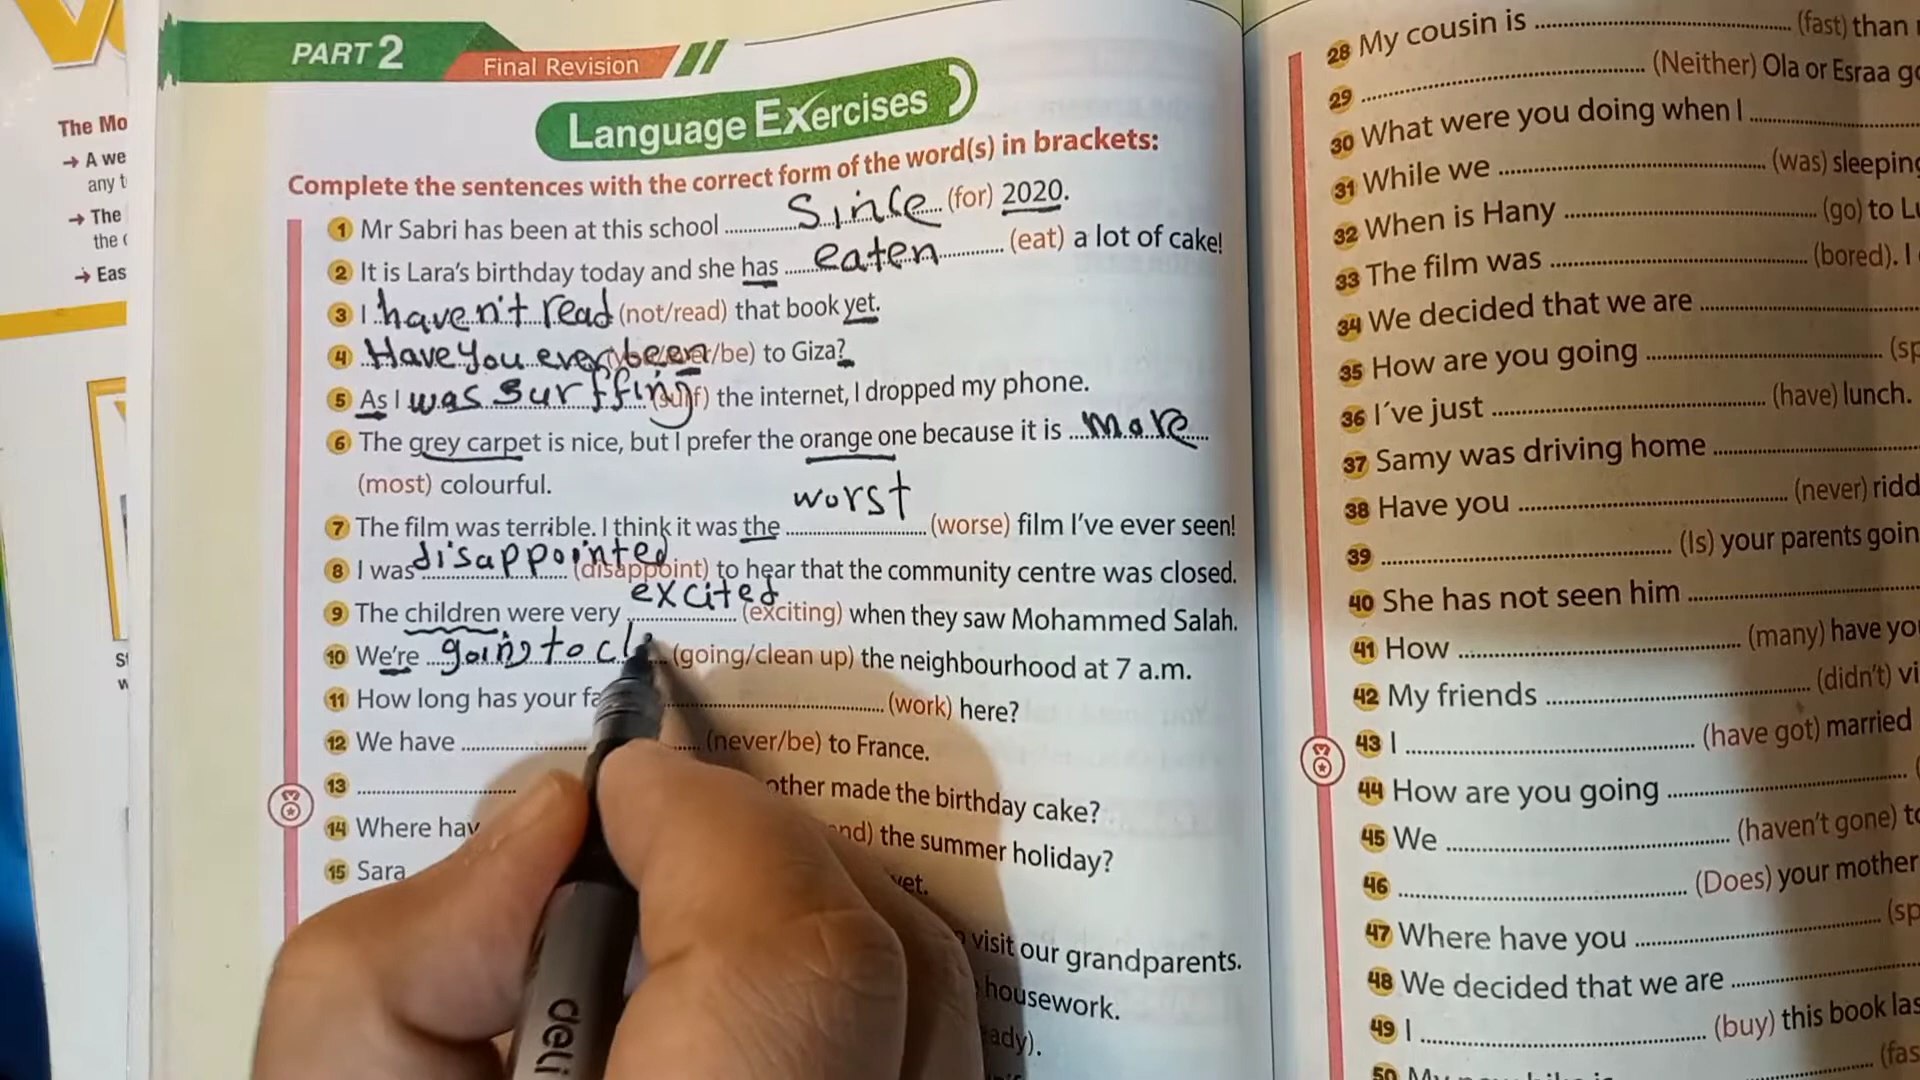 The Mo
→ A we
any t
→ The
the (
→ Eas
PART 2
Final Revision
Language Exercises
Complete the sentences with the correct form of the word(s) in brackets:
1 Mr Sabri has been at this school Since (for) 2020.
2 It is Lara's birthday today and she has eaten (eat) a lot of cake!
3 I haven't read (not/read) that book yet.
4 Have you ever been /be) to Giza?
5 As I was surffing (surf) the internet, I dropped my phone.
6 The grey carpet is nice, but I prefer the orange one because it is more
(most) colourful.
7 The film was terrible. I think it was the worst (worse) film I've ever seen!
8 I was disappointed (disappoint) to hear that the community centre was closed.
9 The children were very excited (exciting) when they saw Mohammed Salah.
10 We're going to cl (going/clean up) the neighbourhood at 7 a.m.
11 How long has your fa (work) here?
12 We have (never/be) to France.
13 other made the birthday cake?
14 Where hav nd) the summer holiday?
15 Sara yet.
visit our grandparents.
housework.
ady).
deli
28 My cousin is (fast) than
29 (Neither) Ola or Esraa go
30 What were you doing when I
31 While we (was) sleeping
32 When is Hany (go) to Lu
33 The film was (bored). I
34 We decided that we are
35 How are you going (sp
36 I've just (have) lunch.
37 Samy was driving home
38 Have you (never) ridd
39 (Is) your parents goin
40 She has not seen him
41 How (many) have yo
42 My friends (didn't) vi
43 I (have got) married
44 How are you going
45 We (haven't gone) to
46 (Does) your mother
47 Where have you (sp
48 We decided that we are
49 I (buy) this book las
50 (fas